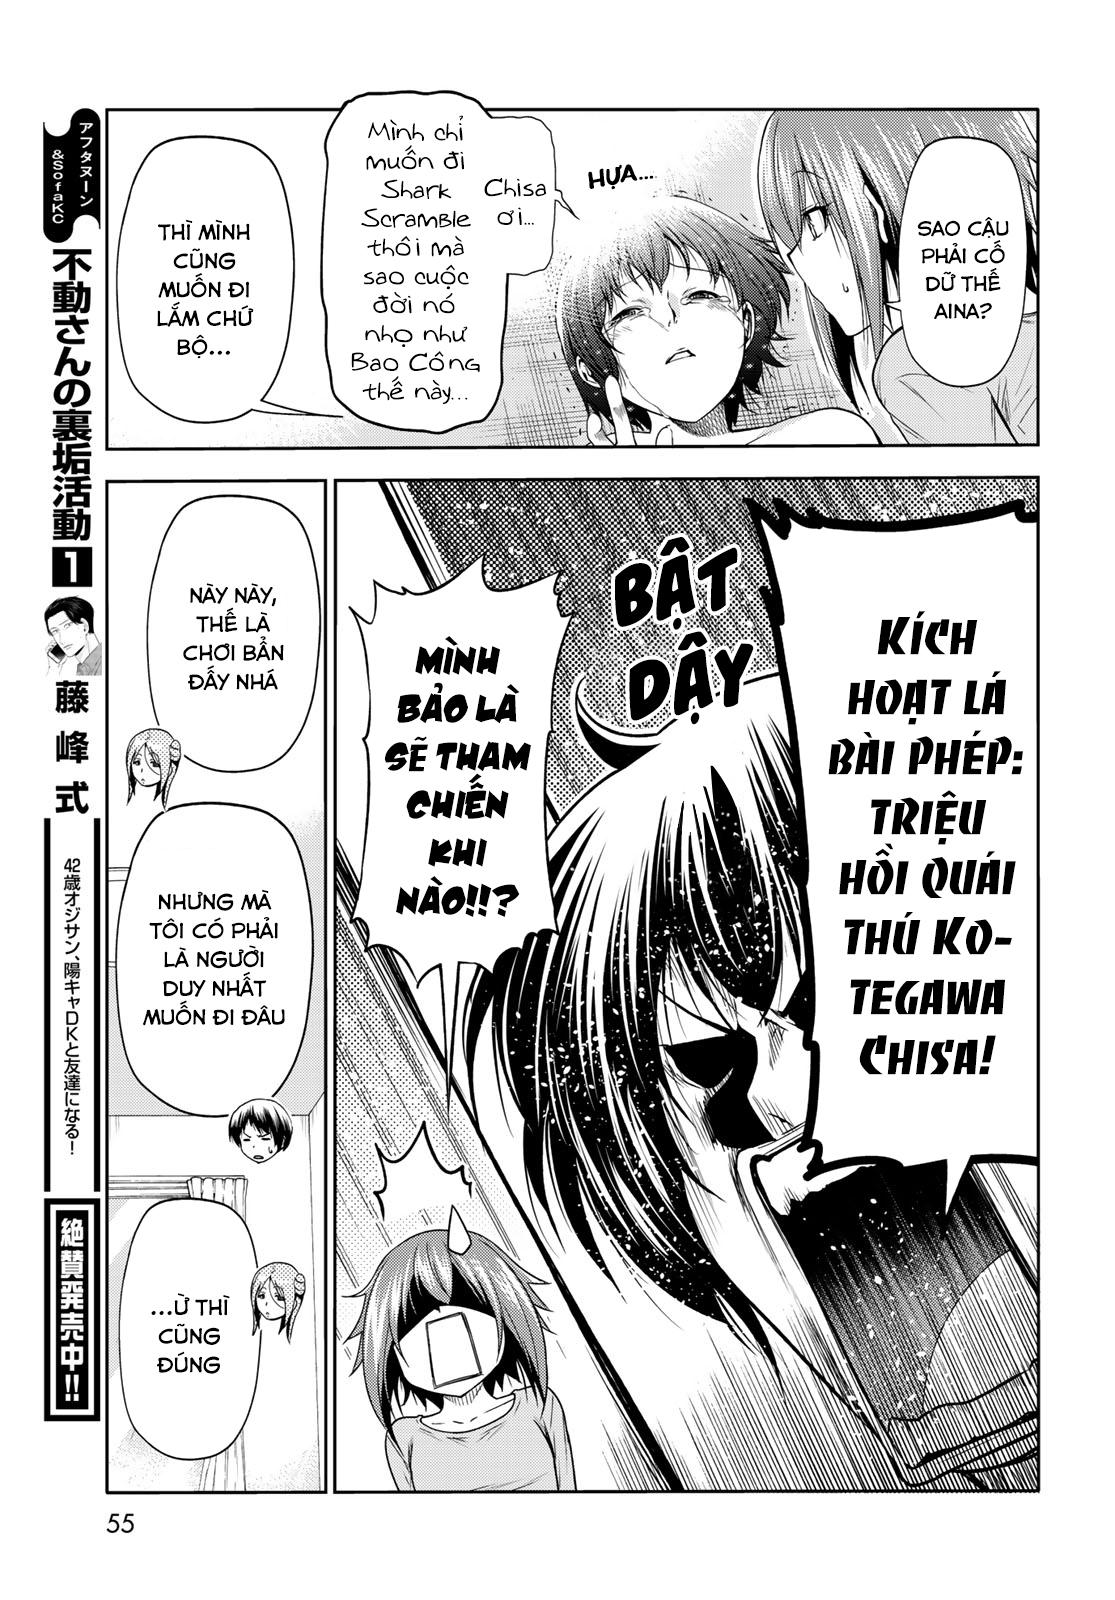 SAO CẬU
PHẢI CỐ
DỮ THẾ
AINA?
HỰA...
Chisa
ơi...
Mình chỉ
muốn đi
Shark
Scramble
thôi mà
sao cuộc
đời nó
nhọ như
Bao Công
thế này...
THÌ MÌNH
CŨNG
MUỐN ĐI
LẮM CHỨ
BỘ...
KÍCH
HOẠT LÁ
BÀI PHÉP:
TRIỆU
HỒI QUÁI
THÚ KO-
TEGAWA
CHISA!
BẬT
DẬY
MÌNH
BẢO LÀ
SẼ THAM
CHIẾN
KHI
NÀO!!?
NÀY NÀY,
THẾ LÀ
CHƠI BẨN
ĐẤY NHÁ
NHƯNG MÀ
TÔI CÓ PHẢI
LÀ NGƯỜI
DUY NHẤT
MUỐN ĐI ĐÂU
...Ừ THÌ
CŨNG
ĐÚNG
アフタヌーン
&SofaKC
不動さんの裏垢活動 1
藤峰式
42歳オジサン、陽キャDKと友達になる!
絶賛発売中!!
55